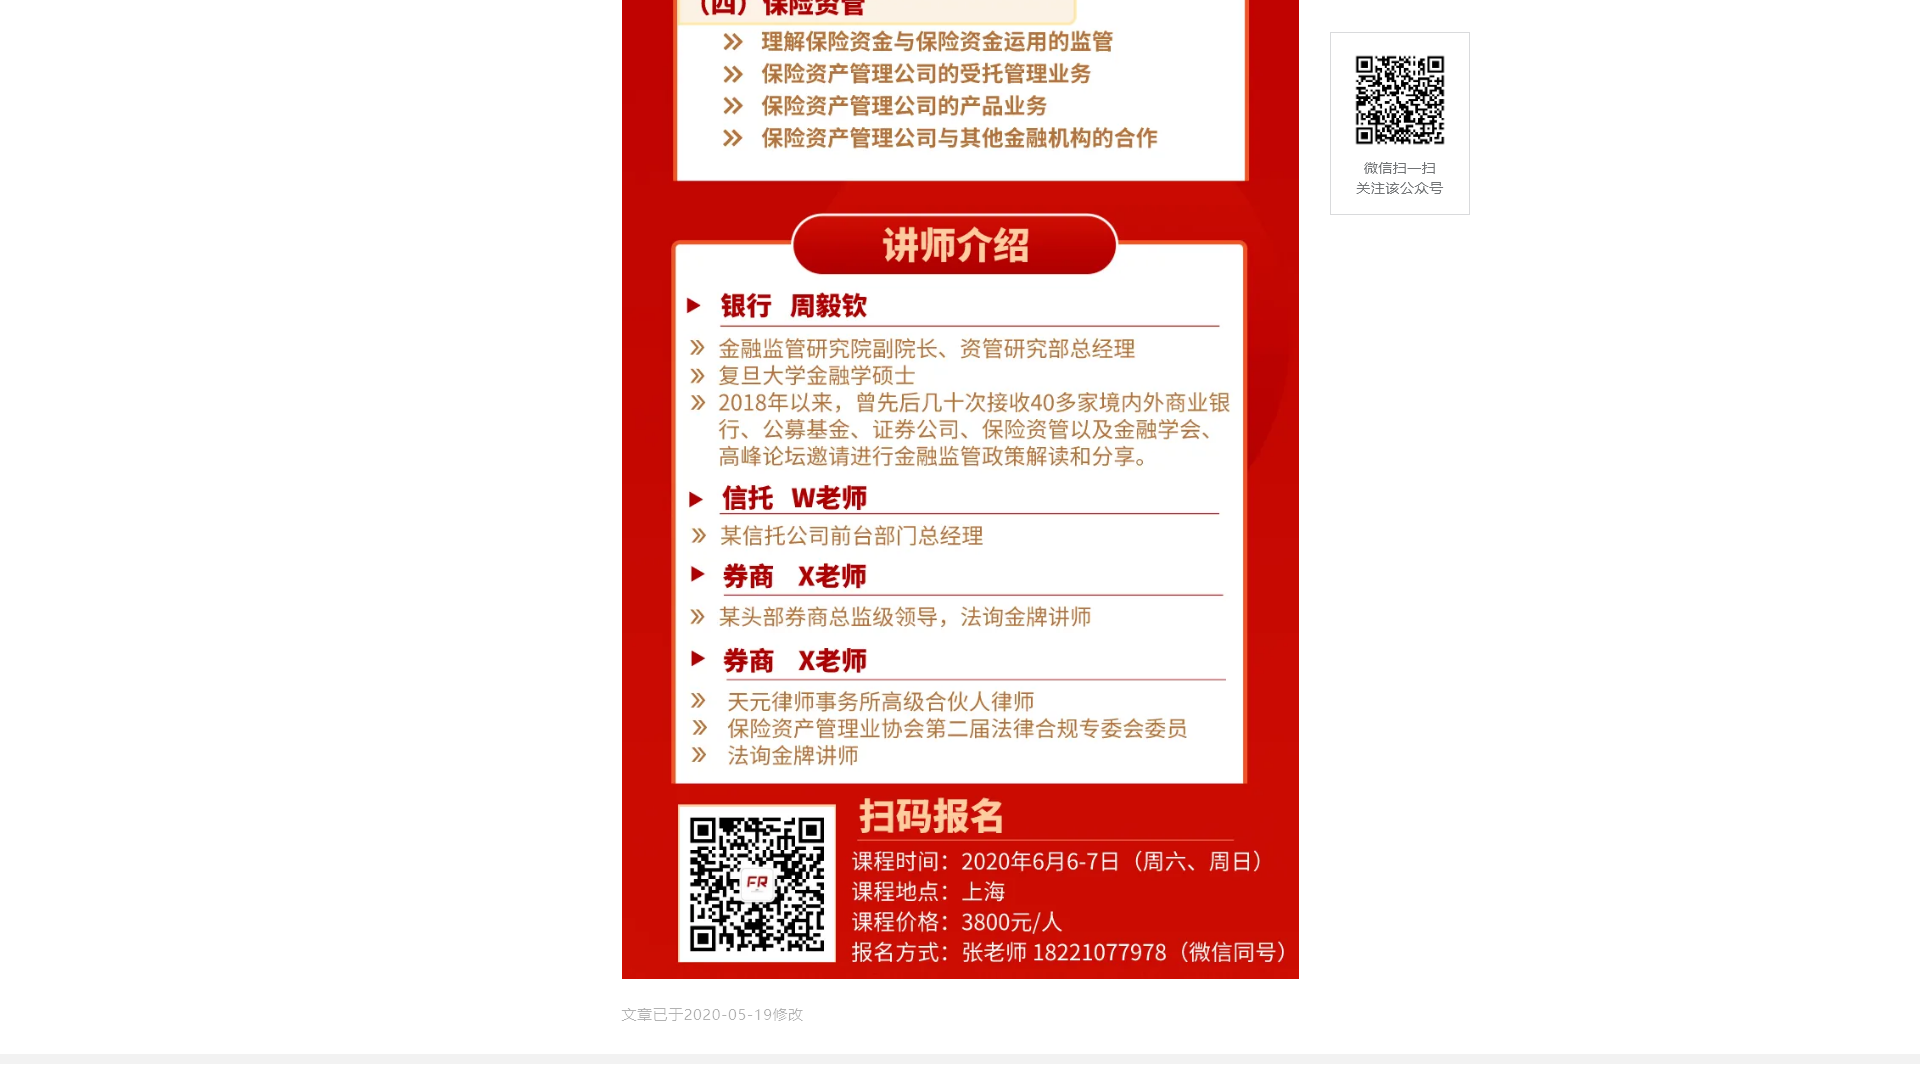 （四）保险资管
理解保险资金与保险资金运用的监管
保险资产管理公司的受托管理业务
保险资产管理公司的产品业务
保险资产管理公司与其他金融机构的合作
微信扫一扫
关注该公众号
讲师介绍
银行 周毅钦
金融监管研究院副院长、资管研究部总经理
复旦大学金融学硕士
2018年以来，曾先后几十次接收40多家境内外商业银
行、公募基金、证券公司、保险资管以及金融学会、
高峰论坛邀请进行金融监管政策解读和分享。
信托 W老师
某信托公司前台部门总经理
券商 X老师
某头部券商总监级领导，法询金牌讲师
券商 X老师
天元律师事务所高级合伙人律师
保险资产管理业协会第二届法律合规专委会委员
法询金牌讲师
FR
扫码报名
课程时间：2020年6月6-7日（周六、周日）
课程地点：上海
课程价格：3800元/人
报名方式：张老师 18221077978（微信同号）
文章已于2020-05-19修改